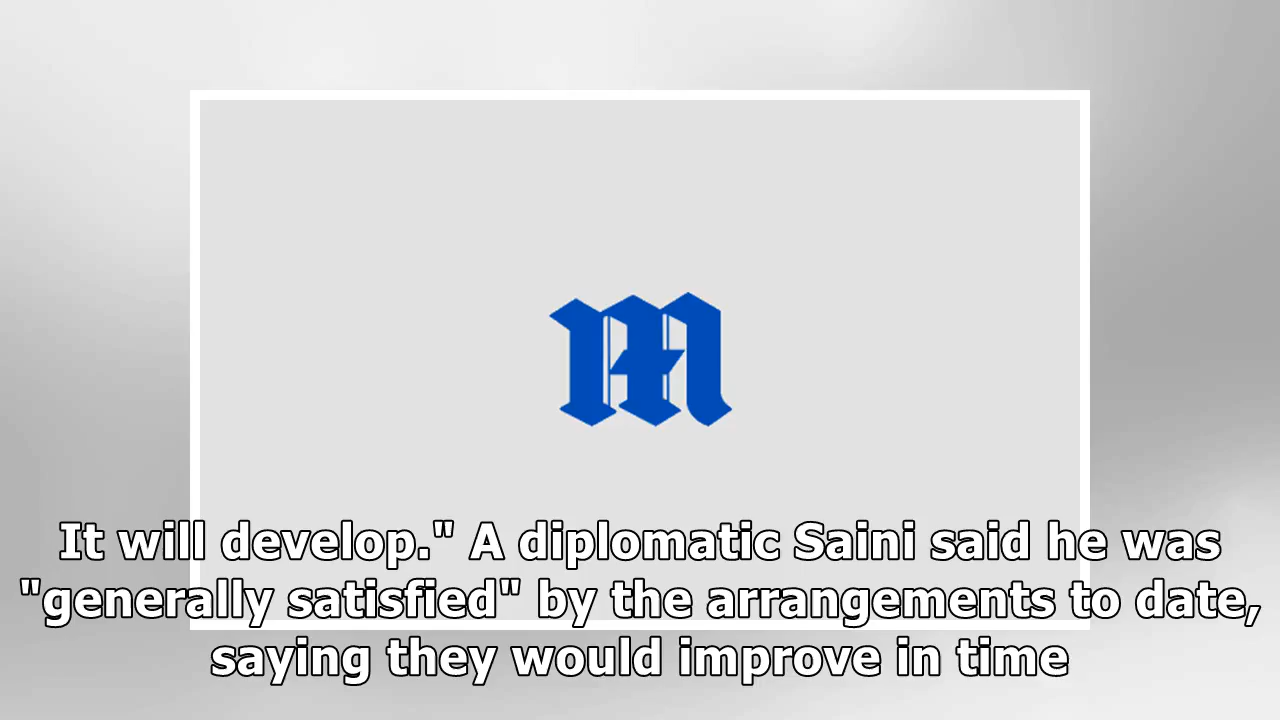 m
It will develop." A diplomatic Saini said he was
"generally satisfied" by the arrangements to date,
saying they would improve in time